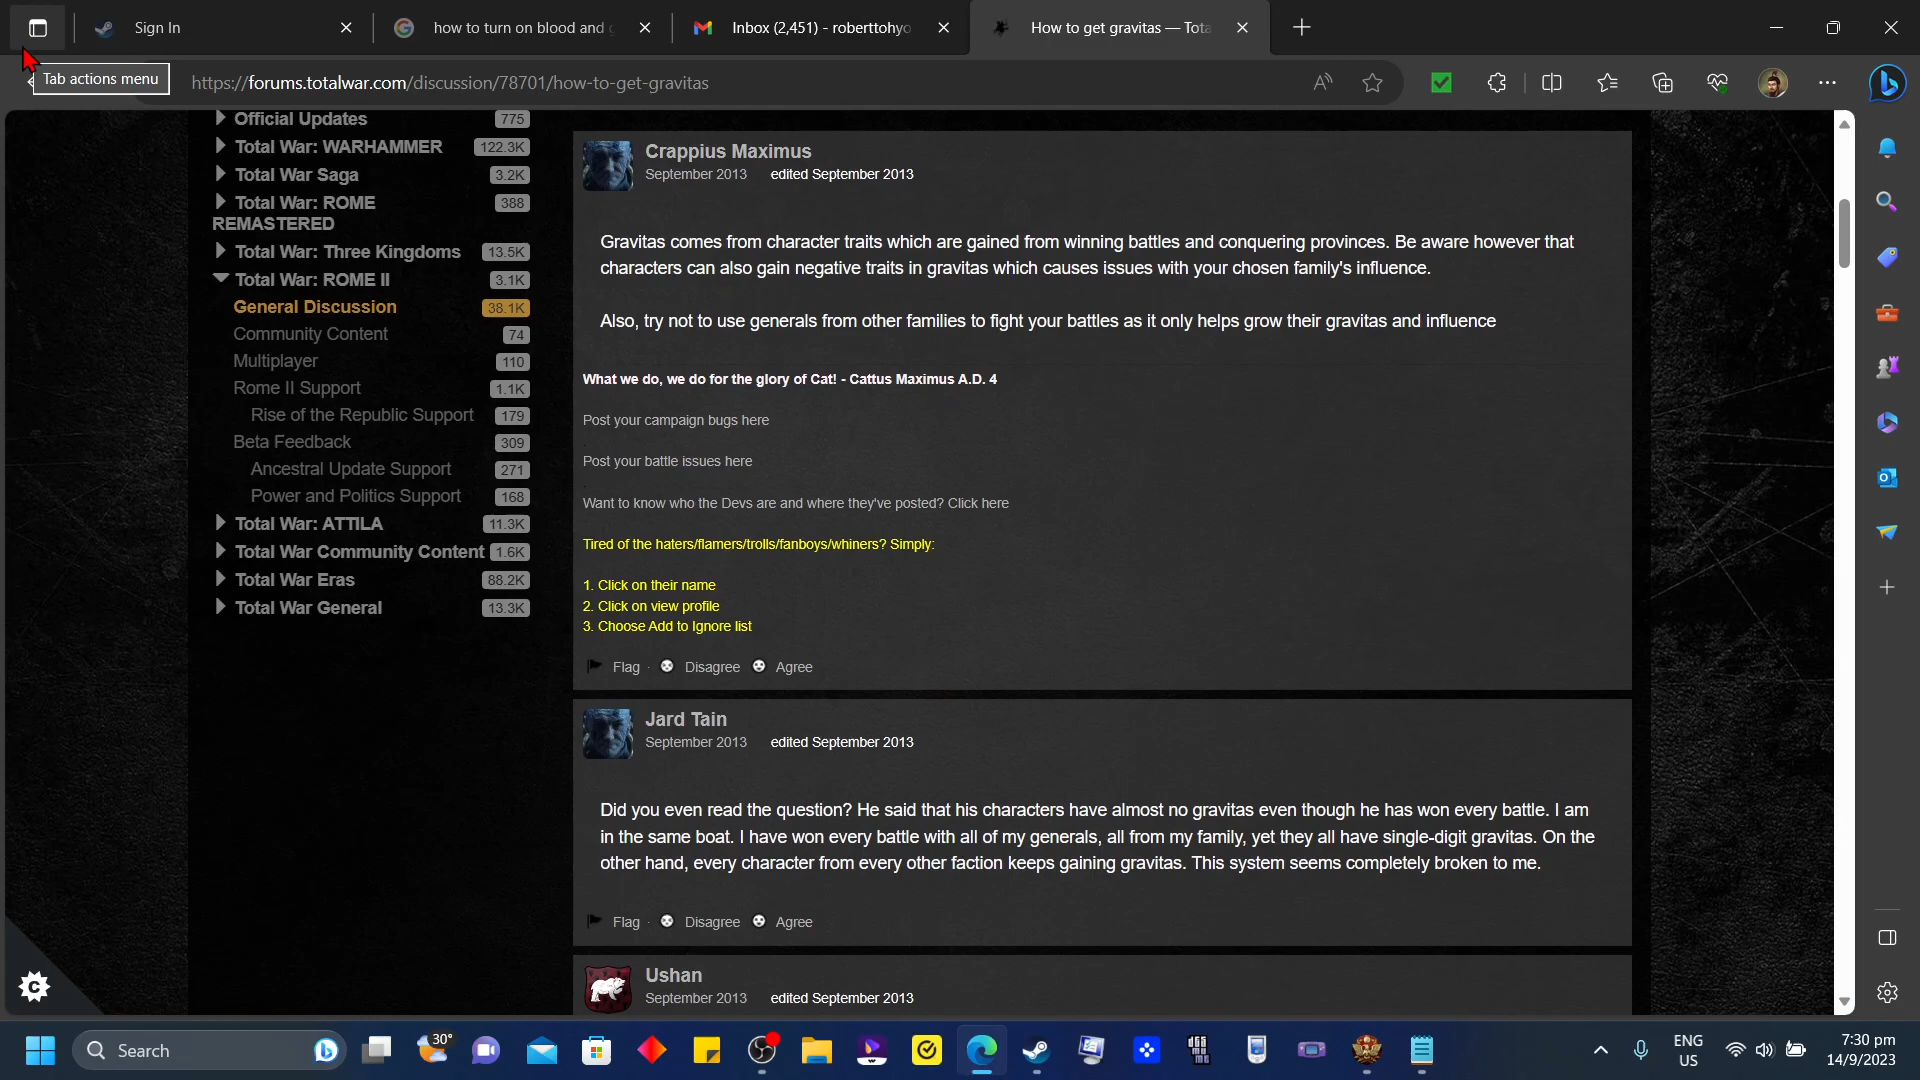 Sign In
how to turn on blood and g
Inbox (2,451) - roberttohyo
How to get gravitas — Tota
Tab actions menu
https://forums.totalwar.com/discussion/78701/how-to-get-gravitas
Official Updates 775
Total War: WARHAMMER 122.3K
Total War Saga 3.2K
Total War: ROME REMASTERED 388
Total War: Three Kingdoms 13.5K
Total War: ROME II 3.1K
General Discussion 38.1K
Community Content 74
Multiplayer 110
Rome II Support 1.1K
Rise of the Republic Support 179
Beta Feedback 309
Ancestral Update Support 271
Power and Politics Support 168
Total War: ATTILA 11.3K
Total War Community Content 1.6K
Total War Eras 88.2K
Total War General 13.3K
Crappius Maximus
September 2013 edited September 2013
Gravitas comes from character traits which are gained from winning battles and conquering provinces. Be aware however that
characters can also gain negative traits in gravitas which causes issues with your chosen family's influence.
Also, try not to use generals from other families to fight your battles as it only helps grow their gravitas and influence
What we do, we do for the glory of Cat! - Cattus Maximus A.D. 4
Post your campaign bugs here
.
Post your battle issues here
.
Want to know who the Devs are and where they've posted? Click here
Tired of the haters/flamers/trolls/fanboys/whiners? Simply:
1. Click on their name
2. Click on view profile
3. Choose Add to Ignore list
Flag · Disagree Agree
Jard Tain
September 2013 edited September 2013
Did you even read the question? He said that his characters have almost no gravitas even though he has won every battle. I am
in the same boat. I have won every battle with all of my generals, all from my family, yet they all have single-digit gravitas. On the
other hand, every character from every other faction keeps gaining gravitas. This system seems completely broken to me.
Flag · Disagree Agree
Ushan
September 2013 edited September 2013
Search
30°
ENG
US
7:30 pm
14/9/2023